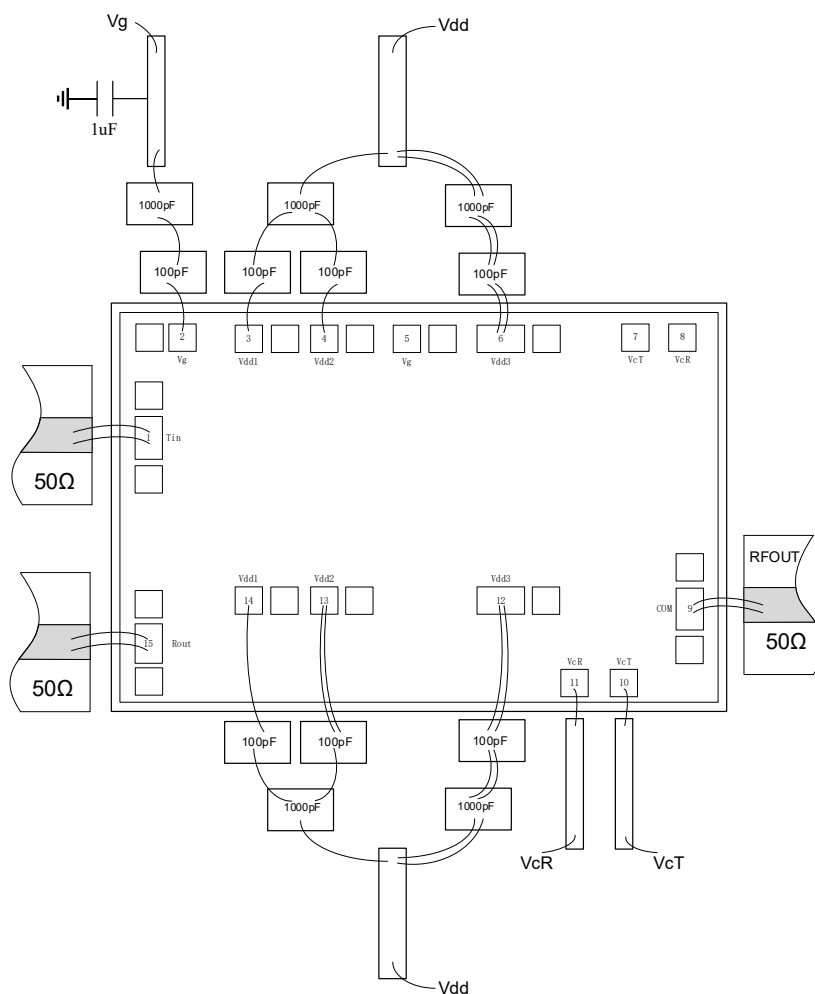 Vg
Vdd
1uF
1000pF
1000pF
1000pF
100pF
100pF
100pF
100pF
2
3
4
5
6
7
8
Vg
Vdd1
Vdd2
Vg
Vdd3
VcT
VcR
1
Tin
50Ω
Vdd1
Vdd2
Vdd3
14
13
12
RFOUT
COM
9
50Ω
15
Rout
50Ω
VcR
VcT
11
10
100pF
100pF
100pF
1000pF
1000pF
VcR
VcT
Vdd